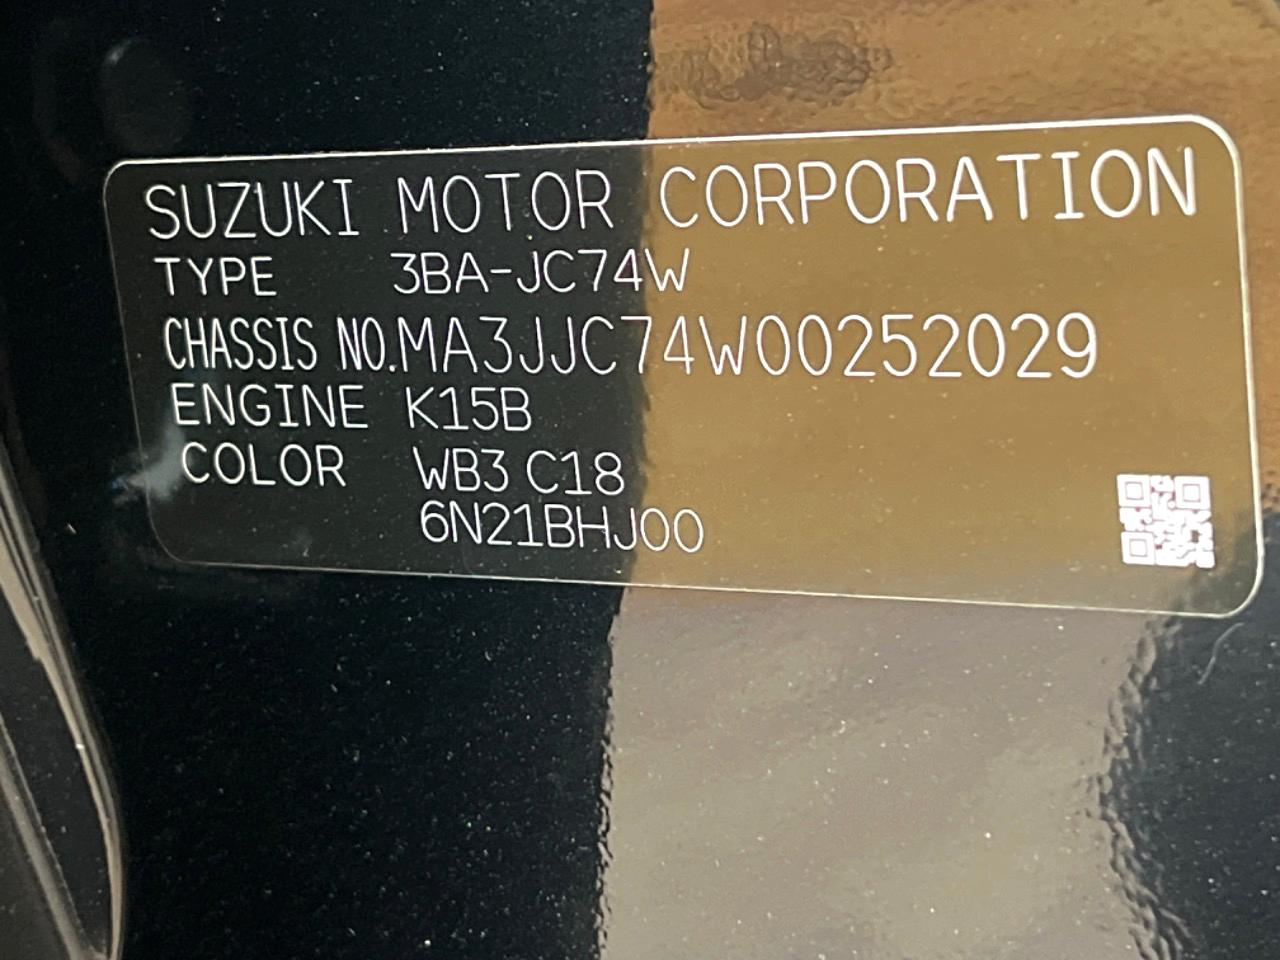 SUZUKI MOTOR CORPORATION
TYPE 3BA-JC74W
CHASSIS NO.MA3JJC74W00252029
ENGINE K15B
COLOR WB3 C18
6N21BHJ00